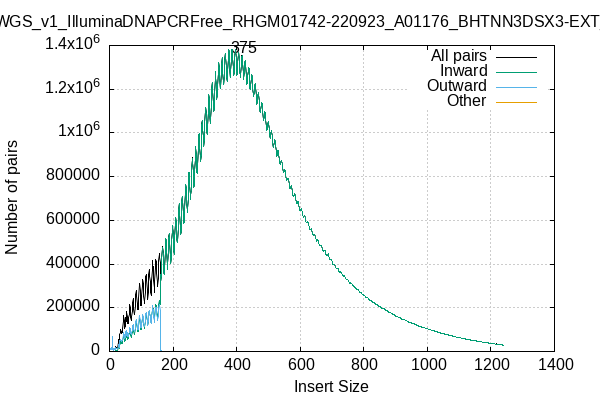 WGS_v1_IlluminaDNAPCRFree_RHGM01742-220923_A01176_BHTNN3DSX3-EXT_
375
All pairs
Inward
Outward
Other
1.4x10^6
1.2x10^6
1x10^6
800000
600000
400000
200000
0
Number of pairs
0 200 400 600 800 1000 1200 1400
Insert Size